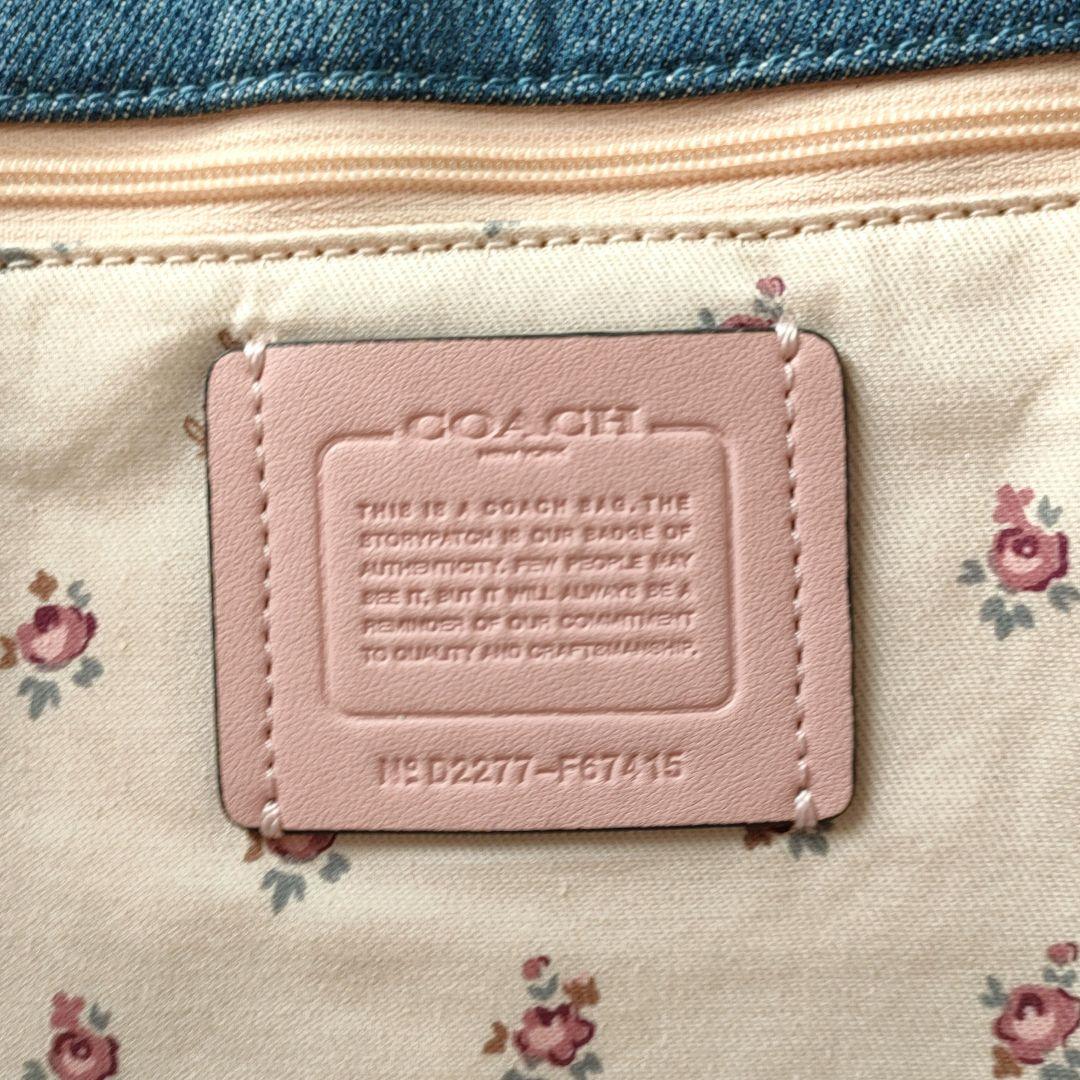 COACH
NEW YORK
THIS IS A COACH BAG. THE
STORYPATCH IS OUR BADGE OF
AUTHENTICITY. FEW PEOPLE MAY
SEE IT, BUT IT WILL ALWAYS BE A
REMINDER OF OUR COMMITMENT
TO QUALITY AND CRAFTSMANSHIP.
Nº D2277-F67415